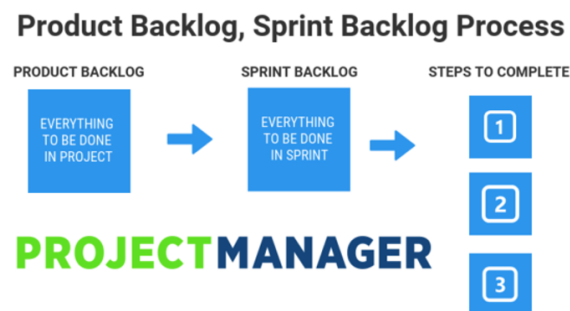 Product Backlog, Sprint Backlog Process
PRODUCT BACKLOG
SPRINT BACKLOG
STEPS TO COMPLETE
EVERYTHING
TO BE DONE
IN PROJECT
EVERYTHING
TO BE DONE
IN SPRINT
1
2
3
PROJECTMANAGER